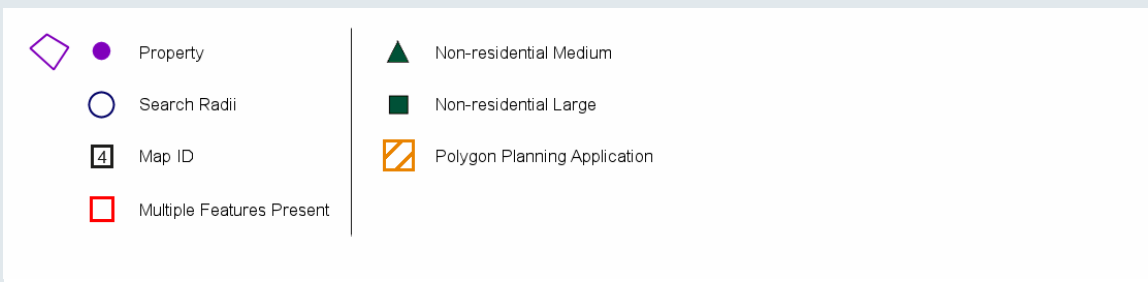 Property
Search Radii
4 Map ID
Multiple Features Present
Non-residential Medium
Non-residential Large
Polygon Planning Application